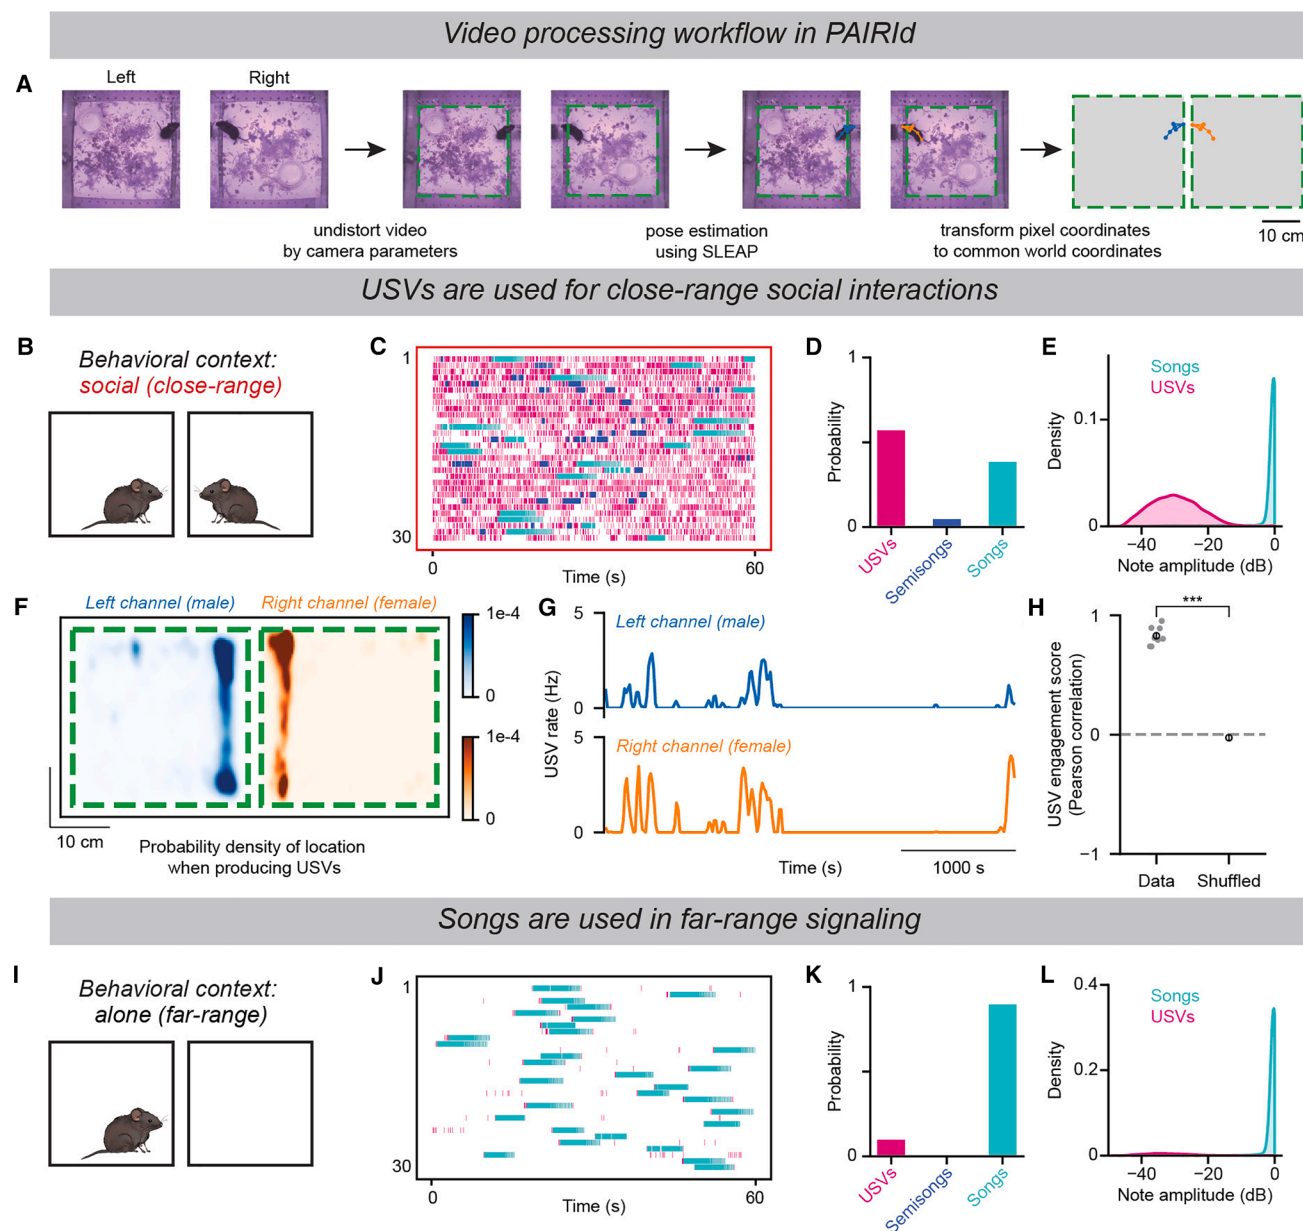 Video processing workflow in PAIRId
A
Left
Right
undistort video
by camera parameters
pose estimation
using SLEAP
transform pixel coordinates
to common world coordinates
10 cm
USVs are used for close-range social interactions
B
Behavioral context:
social (close-range)
C
1
30
0
60
Time (s)
D
1
0
Probability
USVs
Semisongs
Songs
E
Songs
USVs
0.1
0
Density
−40
−20
0
Note amplitude (dB)
F
Left channel (male)
Right channel (female)
1e-4
0
1e-4
0
10 cm
Probability density of location
when producing USVs
G
5
0
Left channel (male)
USV rate (Hz)
5
0
Right channel (female)
Time (s)
1000 s
H
***
1
0
−1
USV engagement score
(Pearson correlation)
Data
Shuffled
Songs are used in far-range signaling
I
Behavioral context:
alone (far-range)
J
1
30
0
60
Time (s)
K
1
0
Probability
USVs
Semisongs
Songs
L
Songs
USVs
0.4
0.2
0
Density
−40
−20
0
Note amplitude (dB)